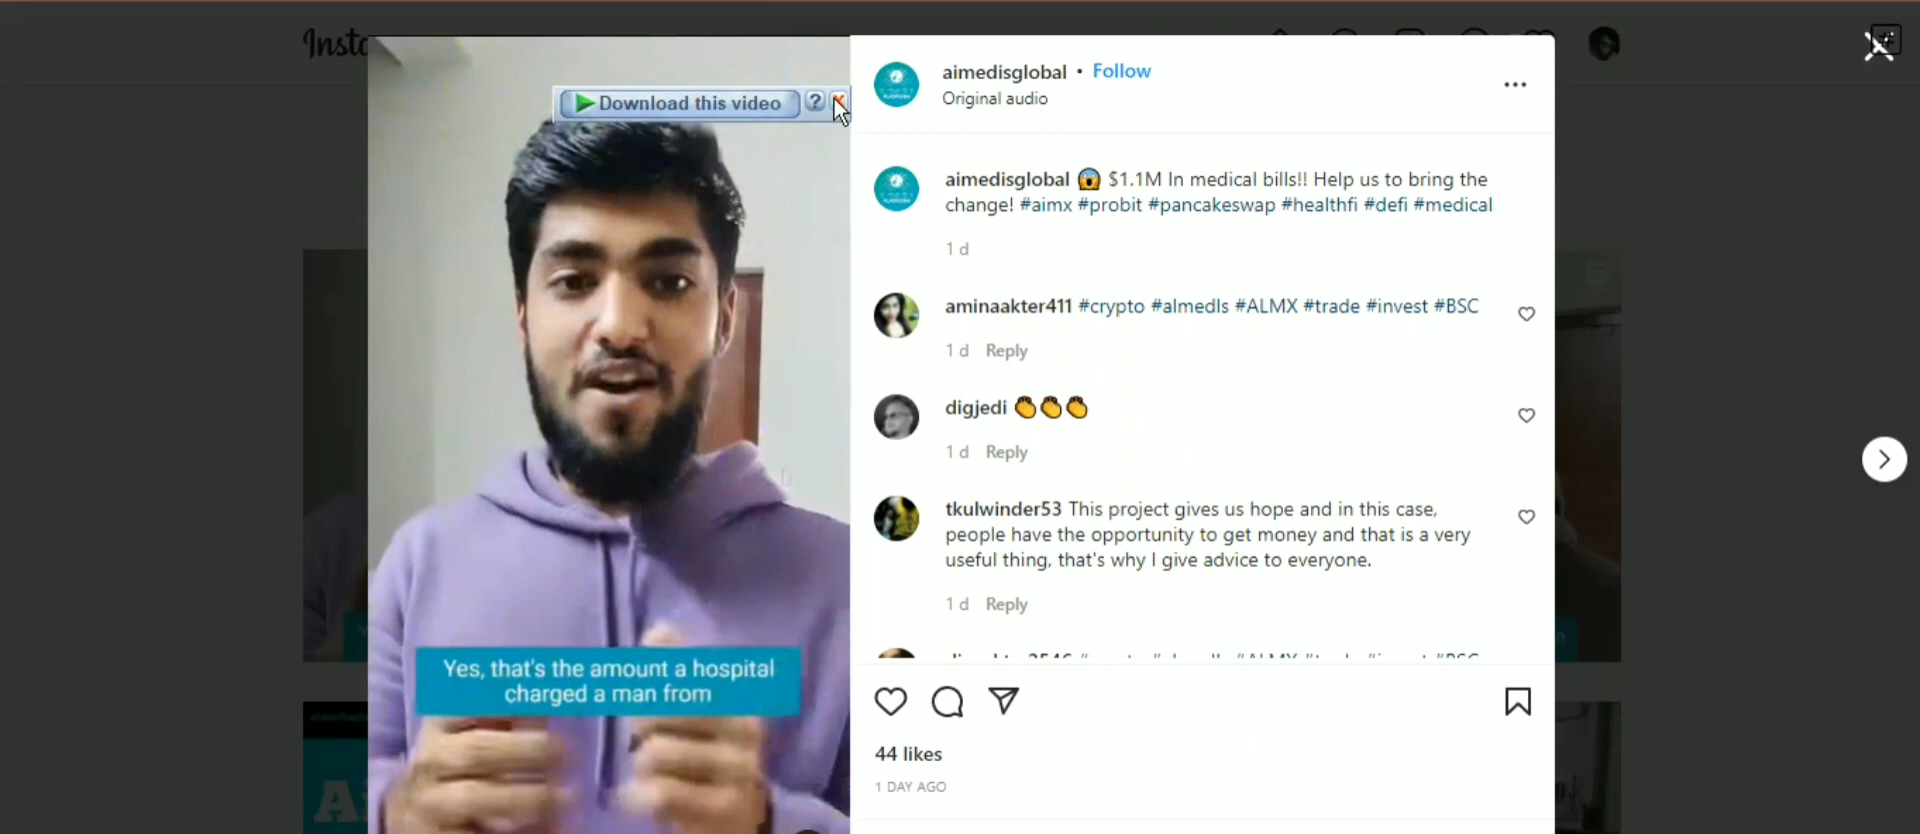 Insta
Download this video
?
aimedisglobal • Follow
Original audio
aimedisglobal 😱 $1.1M In medical bills!! Help us to bring the
change! #aimx #probit #pancakeswap #healthfi #defi #medical
1 d
aminaakter411 #crypto #almedls #ALMX #trade #invest #BSC
1 d Reply
digjedi 👏👏👏
1 d Reply
tkulwinder53 This project gives us hope and in this case,
people have the opportunity to get money and that is a very
useful thing, that's why I give advice to everyone.
1 d Reply
Yes, that's the amount a hospital
charged a man from
44 likes
1 DAY AGO